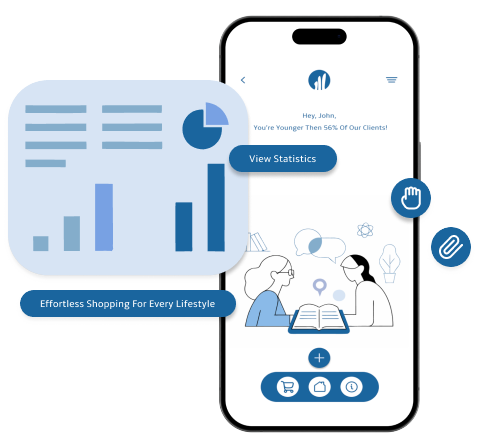 Hey, John,
You're Younger Then 56% Of Our Clients!
View Statistics
Effortless Shopping For Every Lifestyle